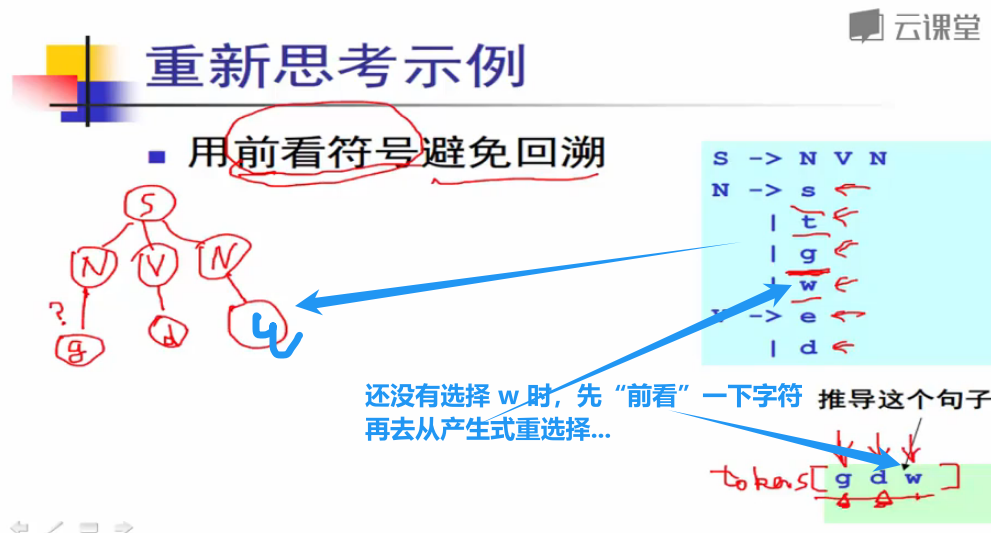 云课堂
重新思考示例
用前看符号避免回溯
S -> N V N
N -> s
| t
| g
| w
V -> e
| d
S
N V N
?
g d w
还没有选择 w 时，先“前看”一下字符
再去从产生式重选择...
推导这个句子
tokens[g d w]